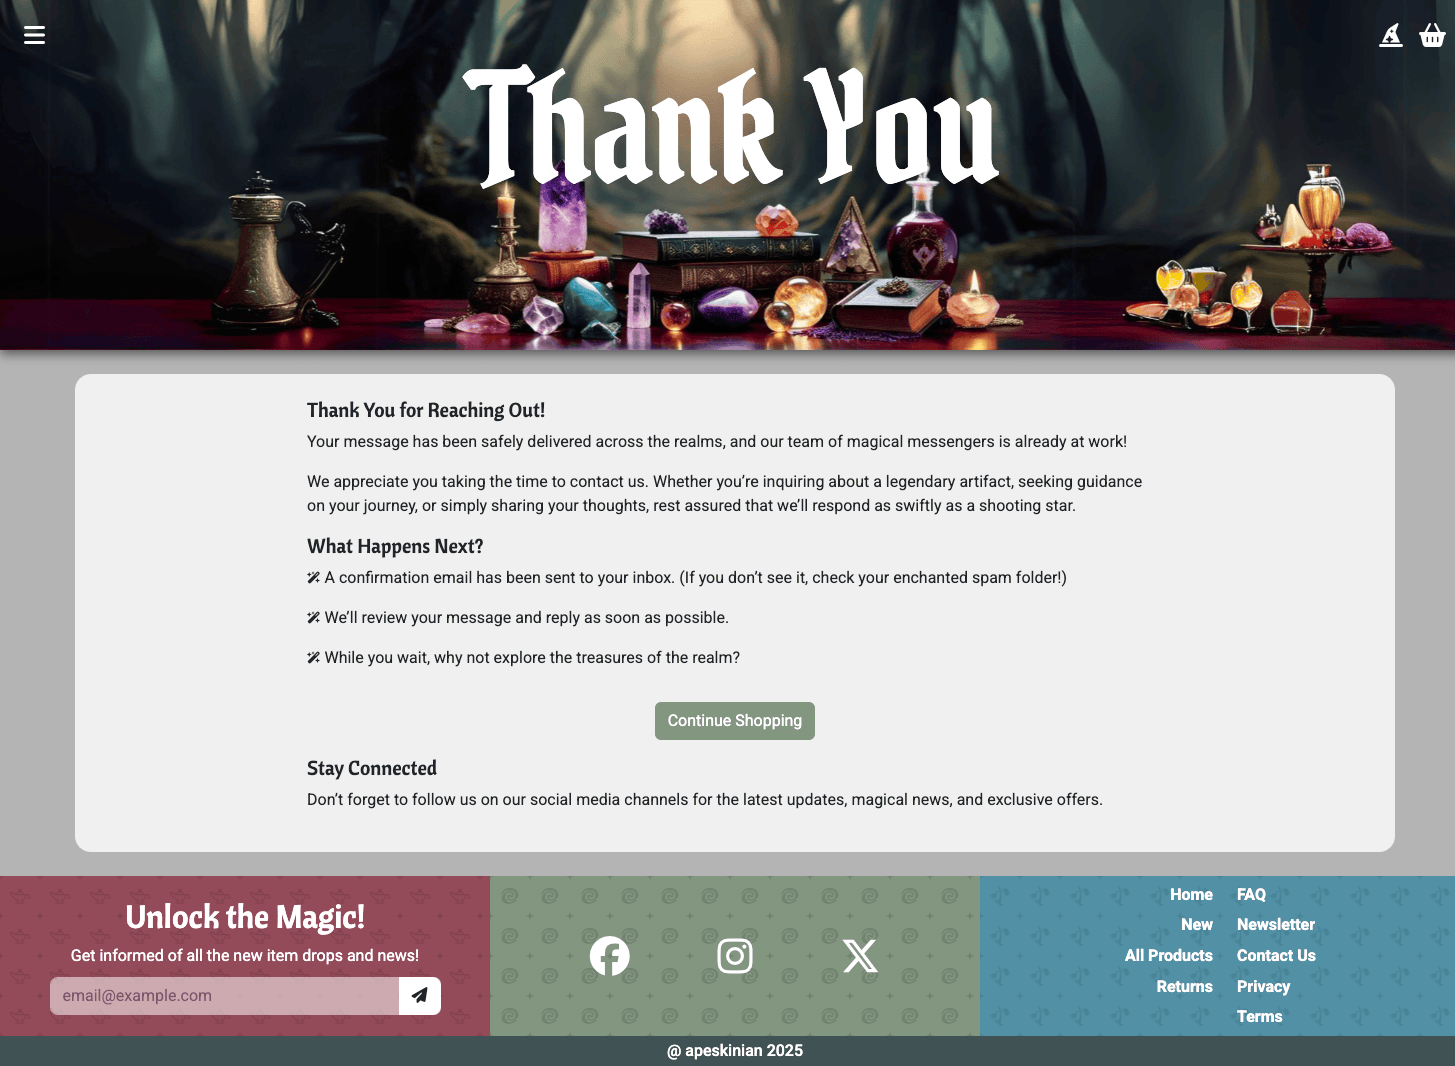 Thank You
Thank You for Reaching Out!
Your message has been safely delivered across the realms, and our team of magical messengers is already at work!
We appreciate you taking the time to contact us. Whether you’re inquiring about a legendary artifact, seeking guidance
on your journey, or simply sharing your thoughts, rest assured that we’ll respond as swiftly as a shooting star.
What Happens Next?
A confirmation email has been sent to your inbox. (If you don’t see it, check your enchanted spam folder!)
We’ll review your message and reply as soon as possible.
While you wait, why not explore the treasures of the realm?
Continue Shopping
Stay Connected
Don’t forget to follow us on our social media channels for the latest updates, magical news, and exclusive offers.
Unlock the Magic!
Get informed of all the new item drops and news!
email@example.com
Home
New
All Products
Returns
FAQ
Newsletter
Contact Us
Privacy
Terms
@ apeskinian 2025